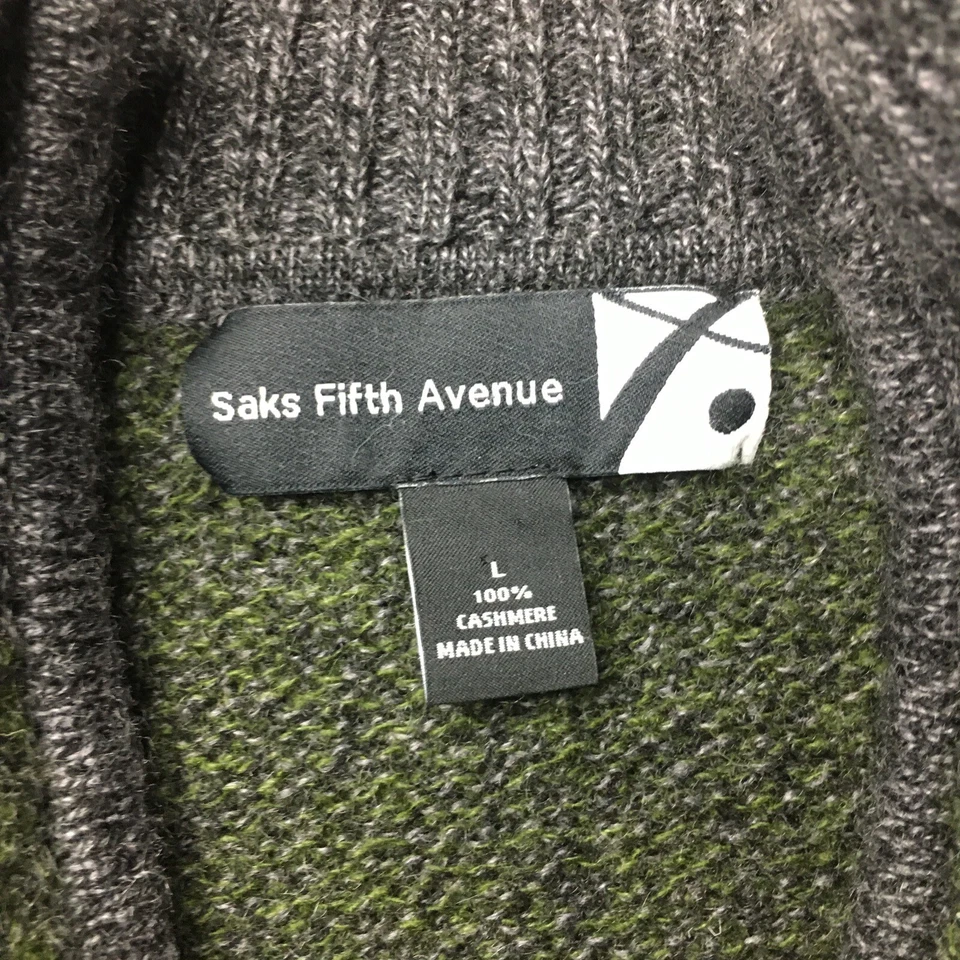 Saks Fifth Avenue
L
100%
CASHMERE
MADE IN CHINA